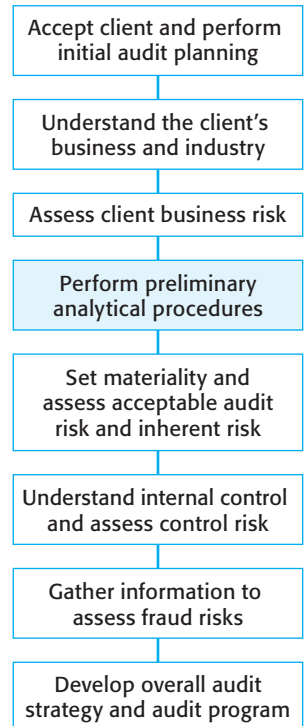 Accept client and perform
initial audit planning
Understand the client's
business and industry
Assess client business risk
Perform preliminary
analytical procedures
Set materiality and
assess acceptable audit
risk and inherent risk
Understand internal control
and assess control risk
Gather information to
assess fraud risks
Develop overall audit
strategy and audit program